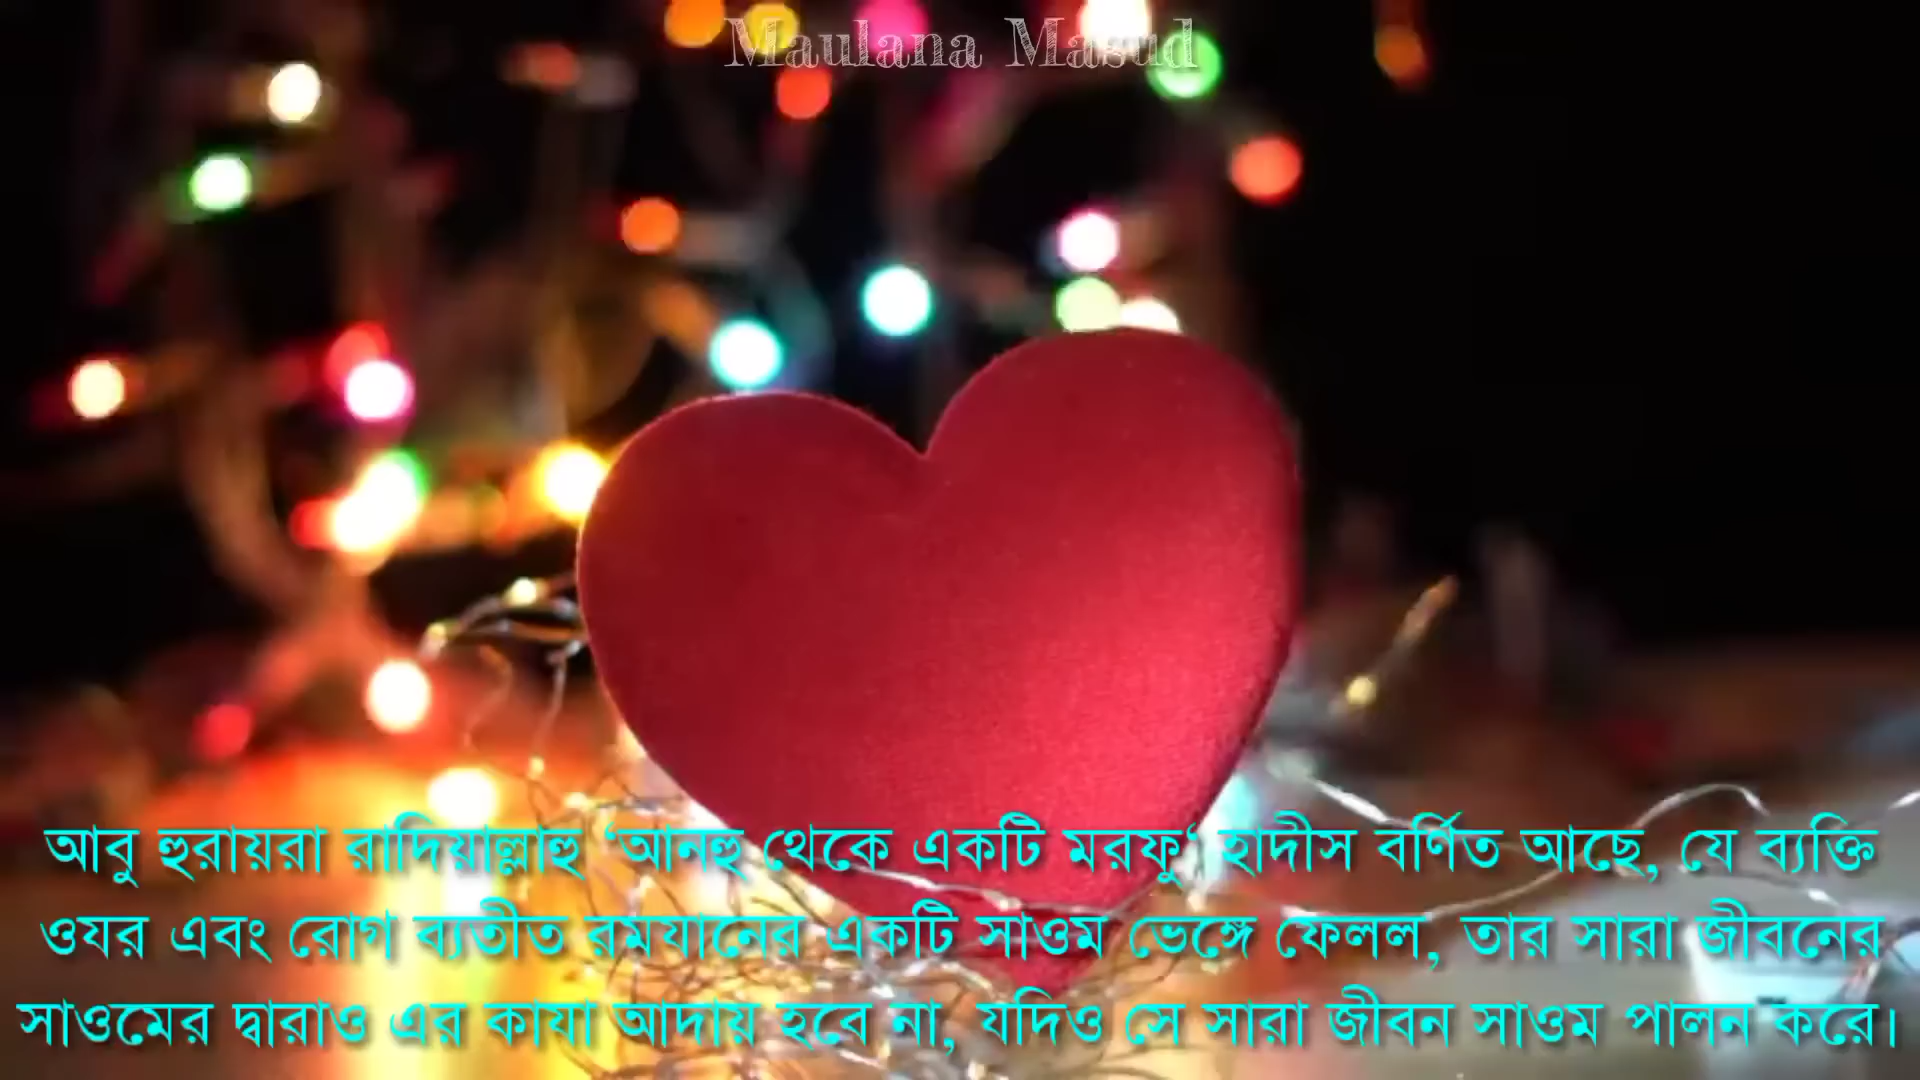 Maulana Masud
আবু হুরায়রা রাদিয়াল্লাহু ‘আনহু থেকে একটি মরফু‘ হাদীস বর্ণিত আছে, যে ব্যক্তি
ওযর এবং রোগ ব্যতীত রমযানের একটি সাওম ভেঙ্গে ফেলল, তার সারা জীবনের
সাওমের দ্বারাও এর কাযা আদায় হবে না, যদিও সে সারা জীবন সাওম পালন করে।